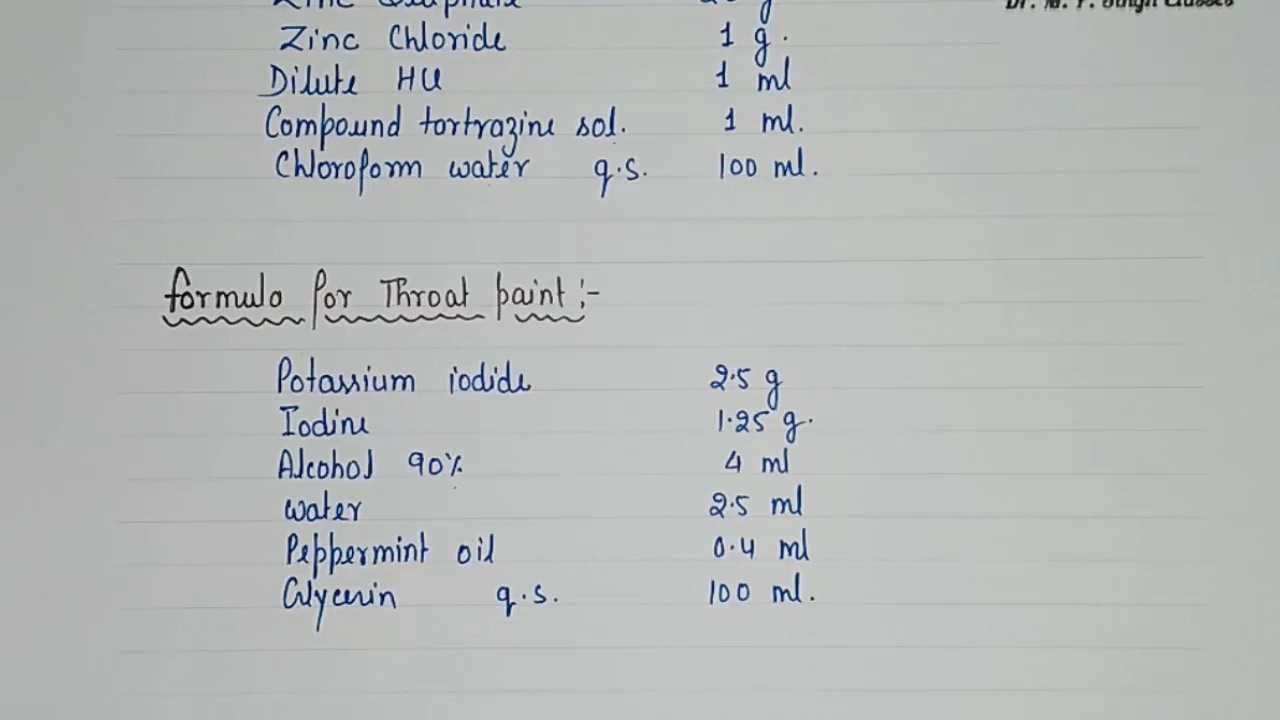 Zinc Chloride 1 g.
Dilute HCl 1 ml
Compound tortrazine sol. 1 ml.
Chloroform water q.s. 100 ml.
formulo for Throat paint :-
Potassium iodide 2.5 g
Iodine 1.25 g.
Alcohol 90% 4 ml
water 2.5 ml
Peppermint oil 0.4 ml
Glycerin q.s. 100 ml.